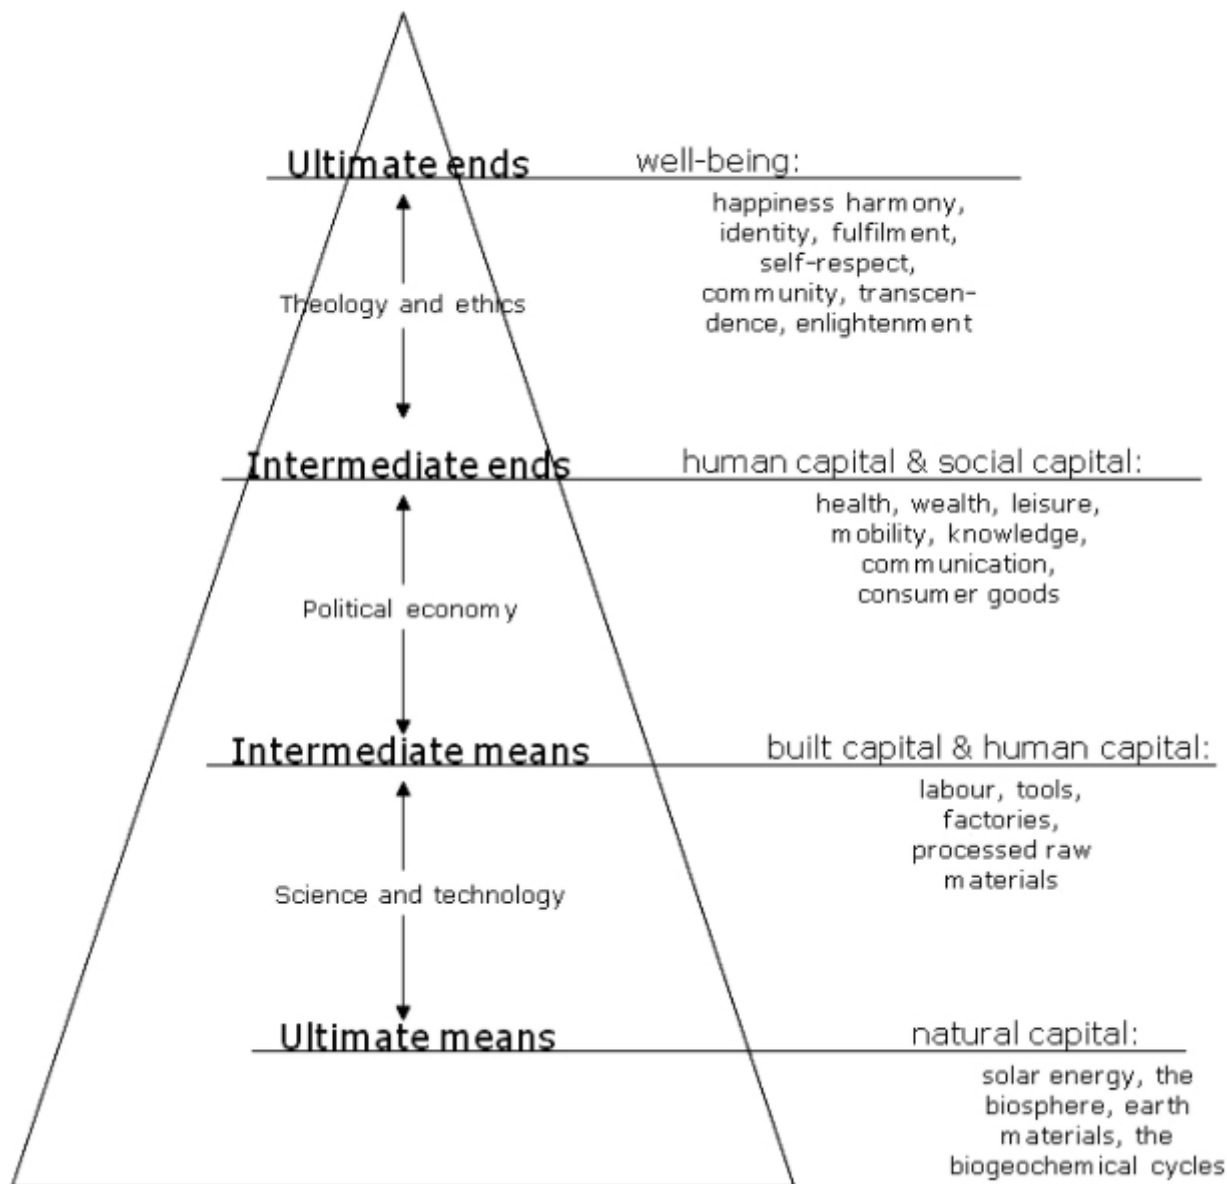 Ultimate ends
well-being:
happiness harmony,
identity, fulfilment,
self-respect,
community, transcen-
dence, enlightenment
Theology and ethics
Intermediate ends
human capital & social capital:
health, wealth, leisure,
mobility, knowledge,
communication,
consumer goods
Political economy
Intermediate means
built capital & human capital:
labour, tools,
factories,
processed raw
materials
Science and technology
Ultimate means
natural capital:
solar energy, the
biosphere, earth
materials, the
biogeochemical cycles